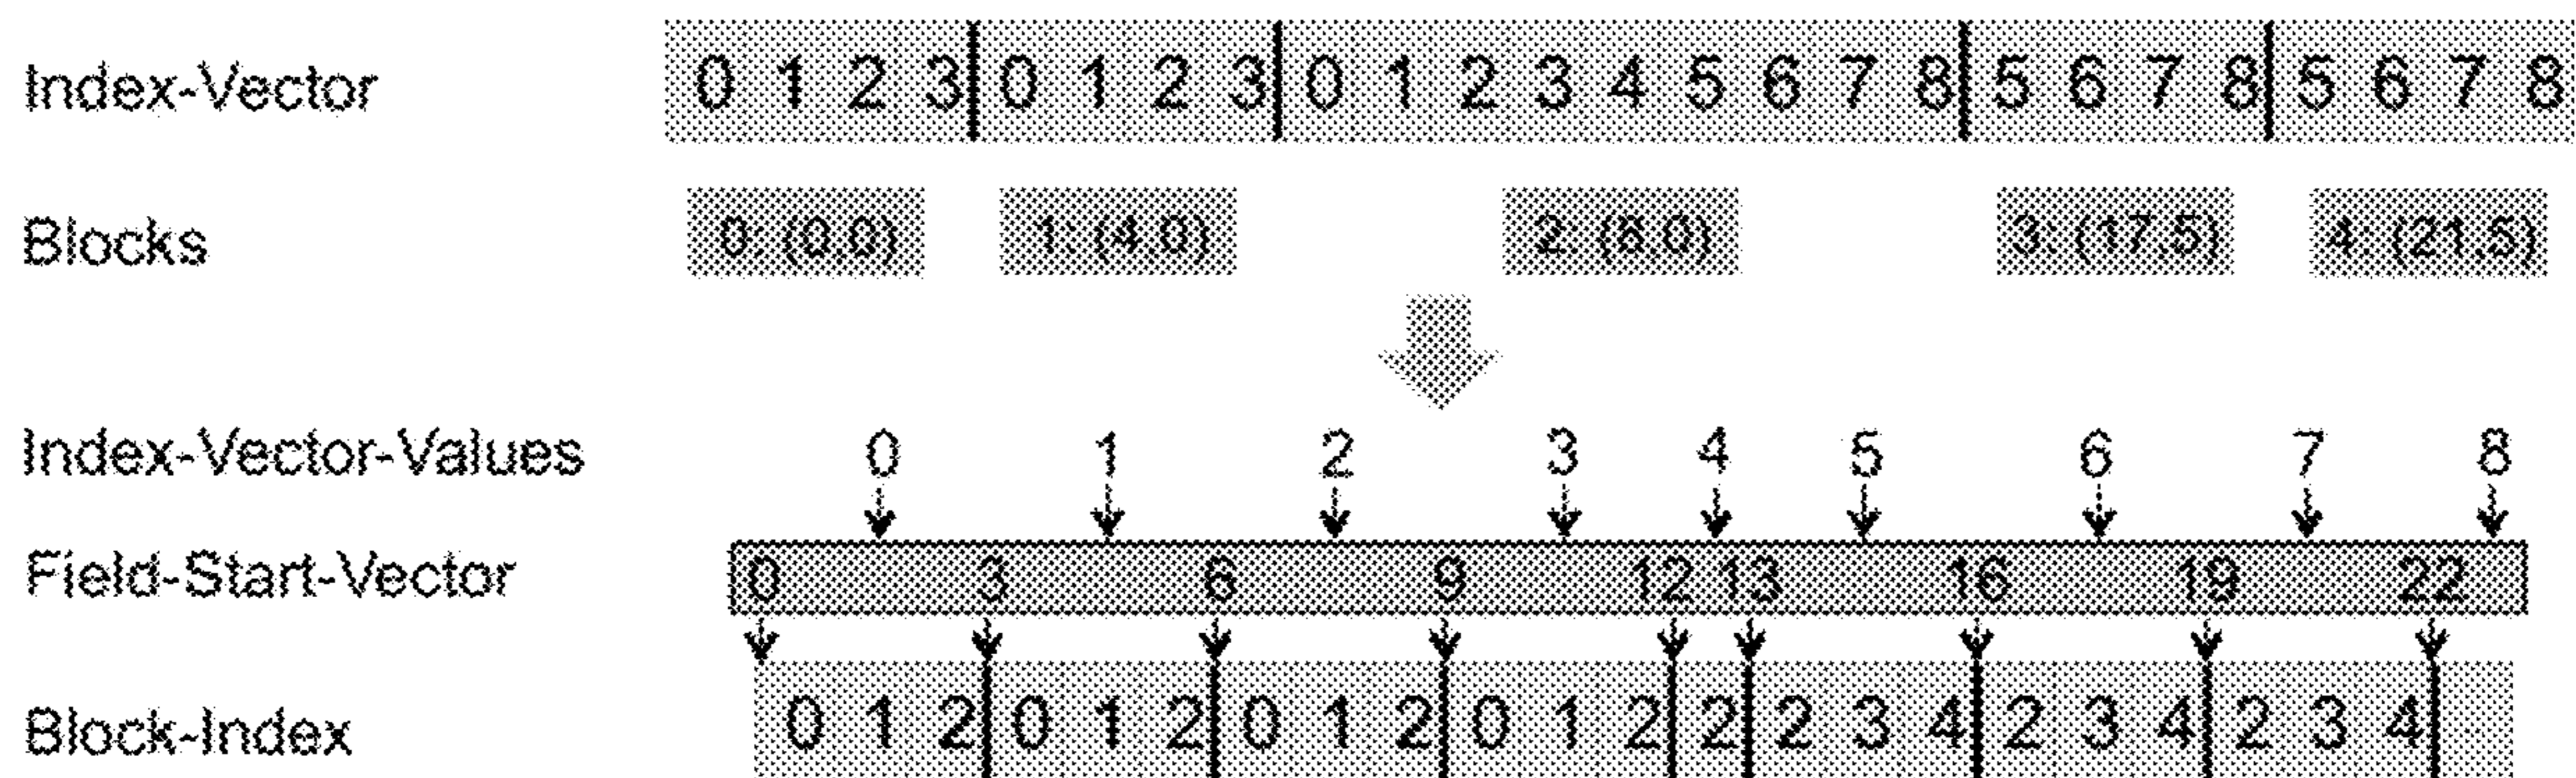 Index-Vector 0 1 2 3 0 1 2 3 0 1 2 3 4 5 6 7 8 5 6 7 8 5 6 7 8
Blocks 0: (0,0) 1: (4,0) 2: (8,0) 3: (17,5) 4: (21,5)
Index-Vector-Values 0 1 2 3 4 5 6 7 8
Field-Start-Vector 0 3 6 9 12 13 16 19 22
Block-Index 0 1 2 0 1 2 0 1 2 0 1 2 2 2 3 4 2 3 4 2 3 4